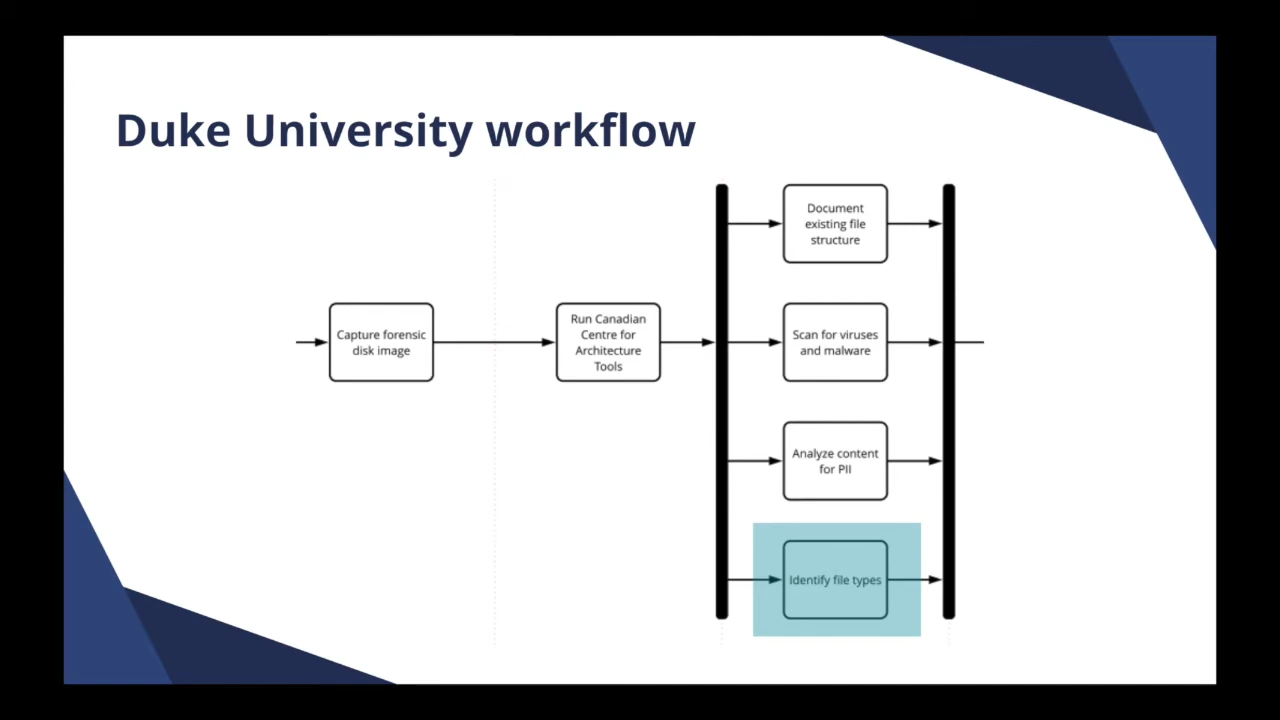 Duke University workflow
Document
existing file
structure
Capture forensic
disk image
Run Canadian
Centre for
Architecture
Tools
Scan for viruses
and malware
Analyze content
for PII
Identify file types